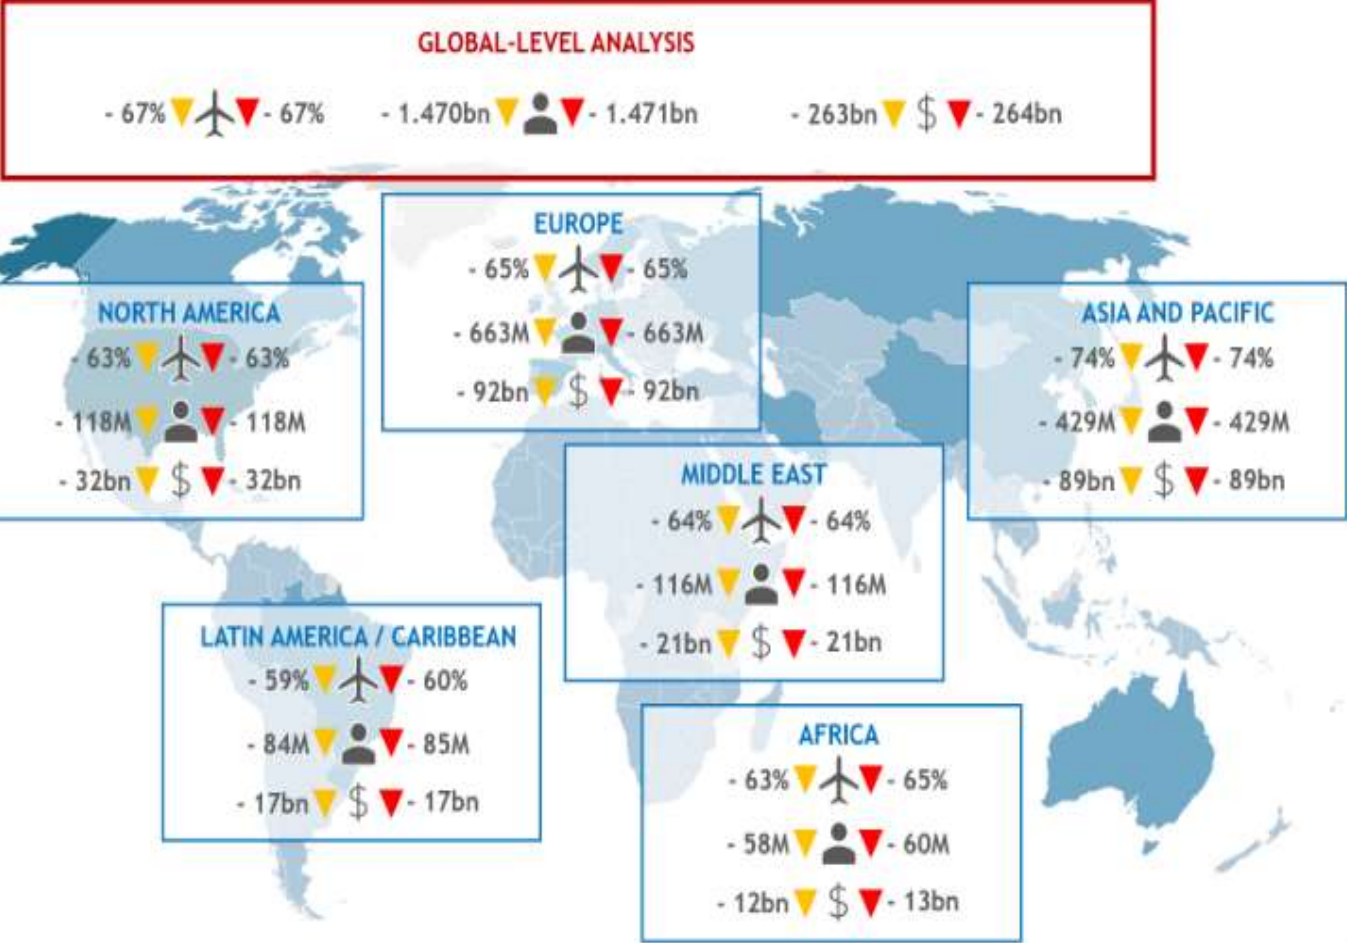 GLOBAL-LEVEL ANALYSIS
- 67% - 67% - 1.470bn - 1.471bn - 263bn $ - 264bn
EUROPE
- 65% - 65%
- 663M - 663M
- 92bn $ - 92bn
NORTH AMERICA
- 63% - 63%
- 118M - 118M
- 32bn $ - 32bn
ASIA AND PACIFIC
- 74% - 74%
- 429M - 429M
- 89bn $ - 89bn
MIDDLE EAST
- 64% - 64%
- 116M - 116M
- 21bn $ - 21bn
LATIN AMERICA / CARIBBEAN
- 59% - 60%
- 84M - 85M
- 17bn $ - 17bn
AFRICA
- 63% - 65%
- 58M - 60M
- 12bn $ - 13bn